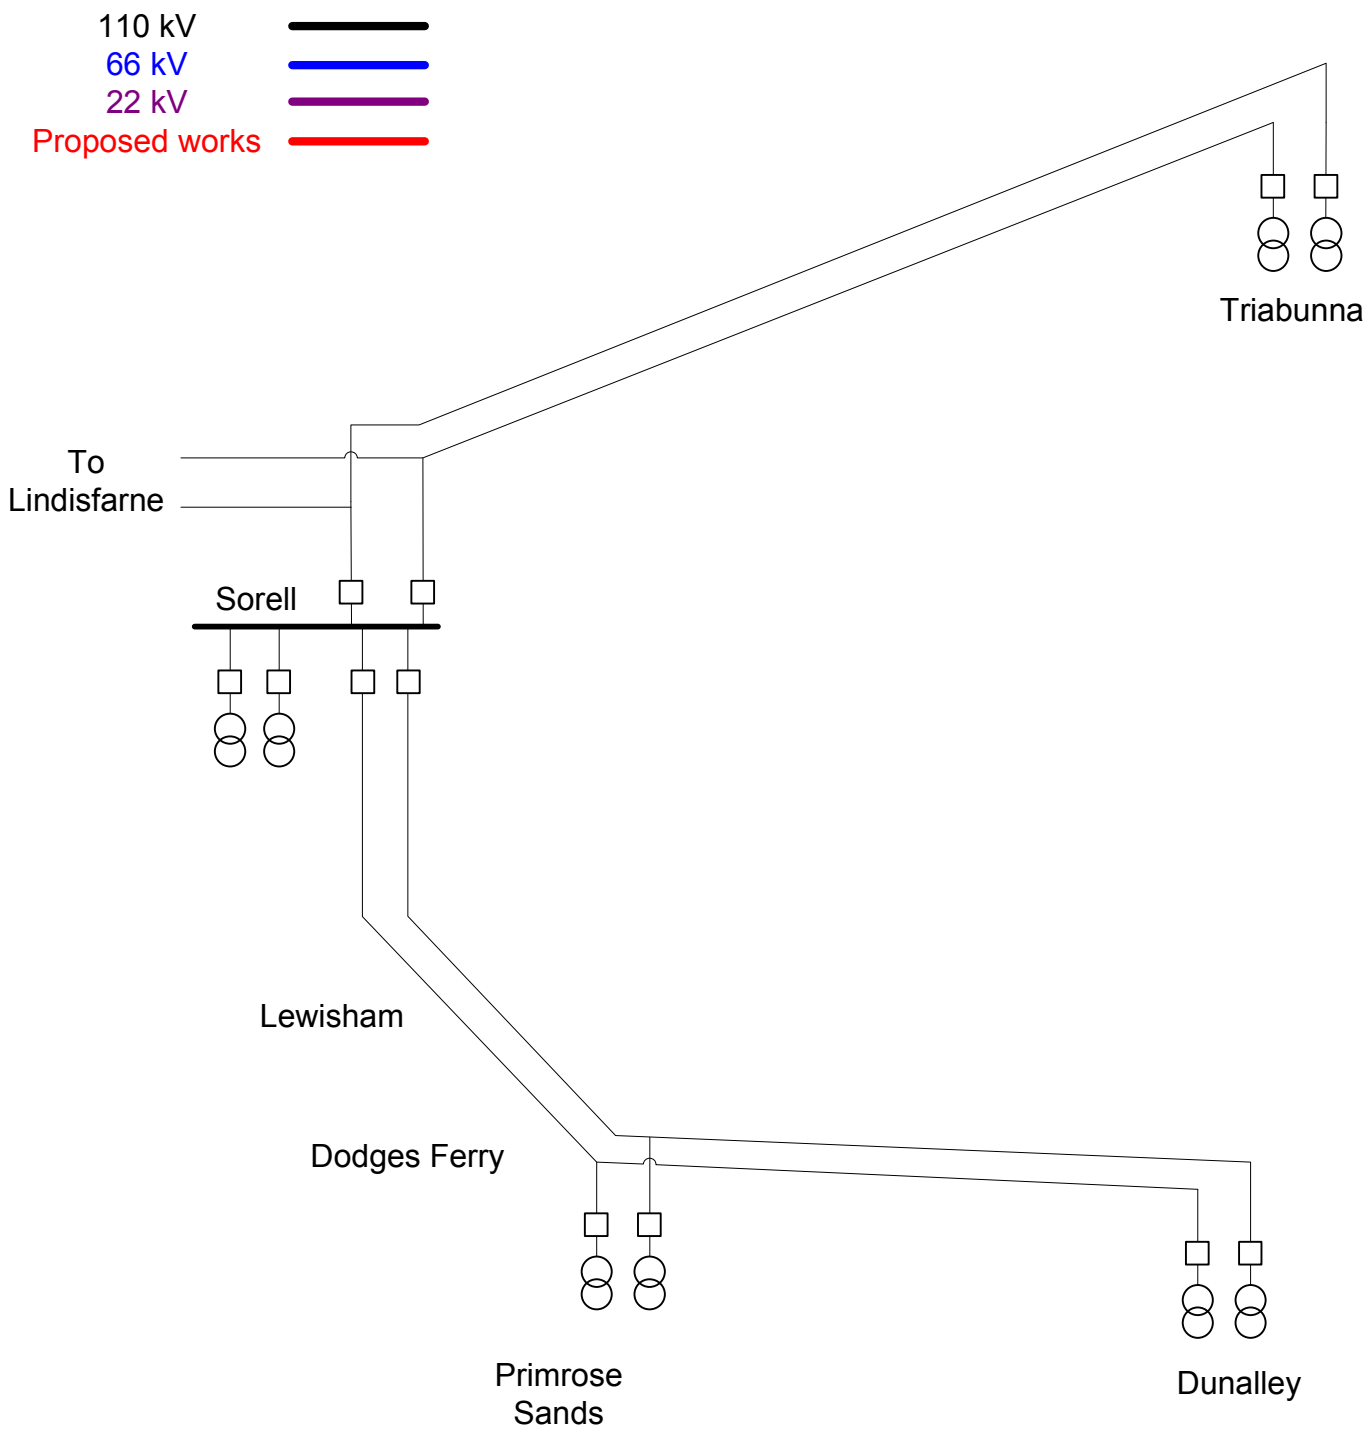 110 kV
66 kV
22 kV
Proposed works
Triabunna
To
Lindisfarne
Sorell
Lewisham
Dodges Ferry
Primrose
Sands
Dunalley